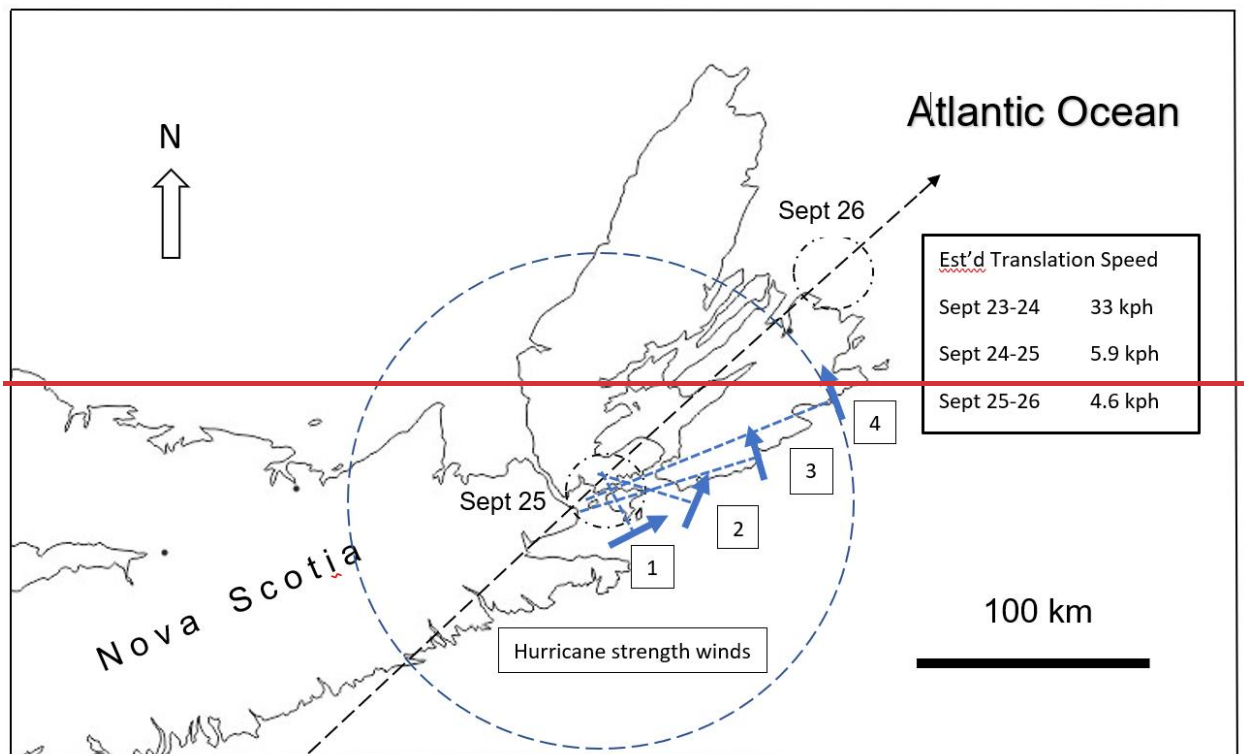 Atlantic Ocean
N
Sept 26
Est'd Translation Speed
Sept 23-24 33 kph
Sept 24-25 5.9 kph
Sept 25-26 4.6 kph
4
3
Sept 25
2
1
Nova Scotia
100 km
Hurricane strength winds